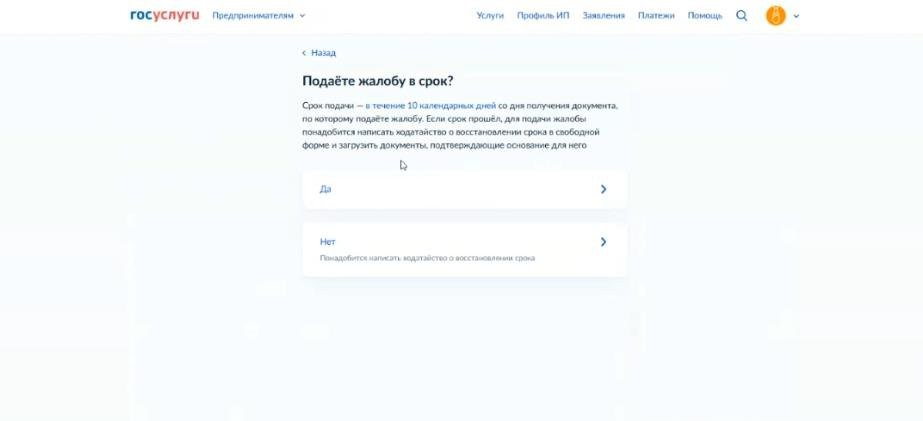 госуслуги Предпринимателям Услуги Профиль ИП Заявления Платежи Помощь
Назад
Подаёте жалобу в срок?
Срок подачи — в течение 10 календарных дней со дня получения документа,
по которому подаёте жалобу. Если срок прошёл, для подачи жалобы
понадобится написать ходатайство о восстановлении срока в свободной
форме и загрузить документы, подтверждающие основание для него
Да
Нет
Понадобится написать ходатайство о восстановлении срока